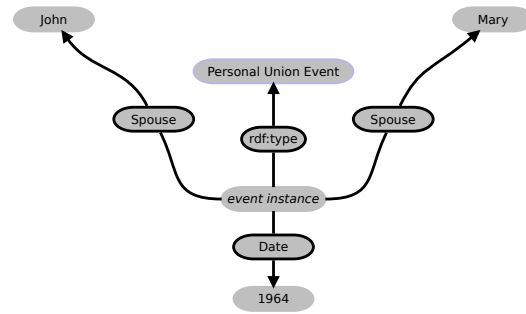 John
Mary
Personal Union Event
Spouse
Spouse
rdf:type
event instance
Date
1964